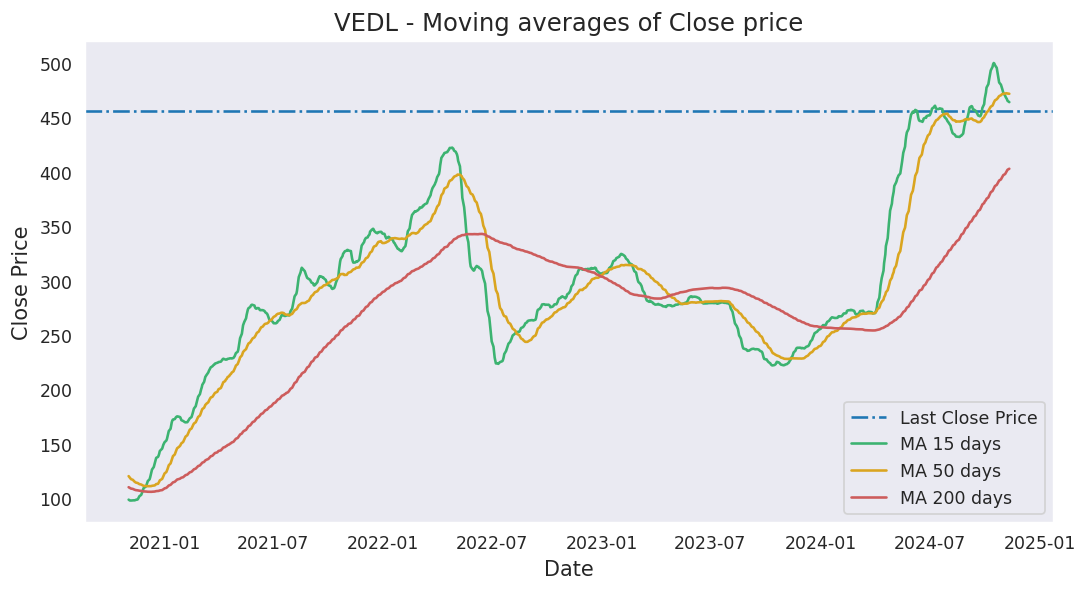 VEDL - Moving averages of Close price
Close Price
500
450
400
350
300
250
200
150
100
Last Close Price
MA 15 days
MA 50 days
MA 200 days
2021-01 2021-07 2022-01 2022-07 2023-01 2023-07 2024-01 2024-07 2025-01
Date